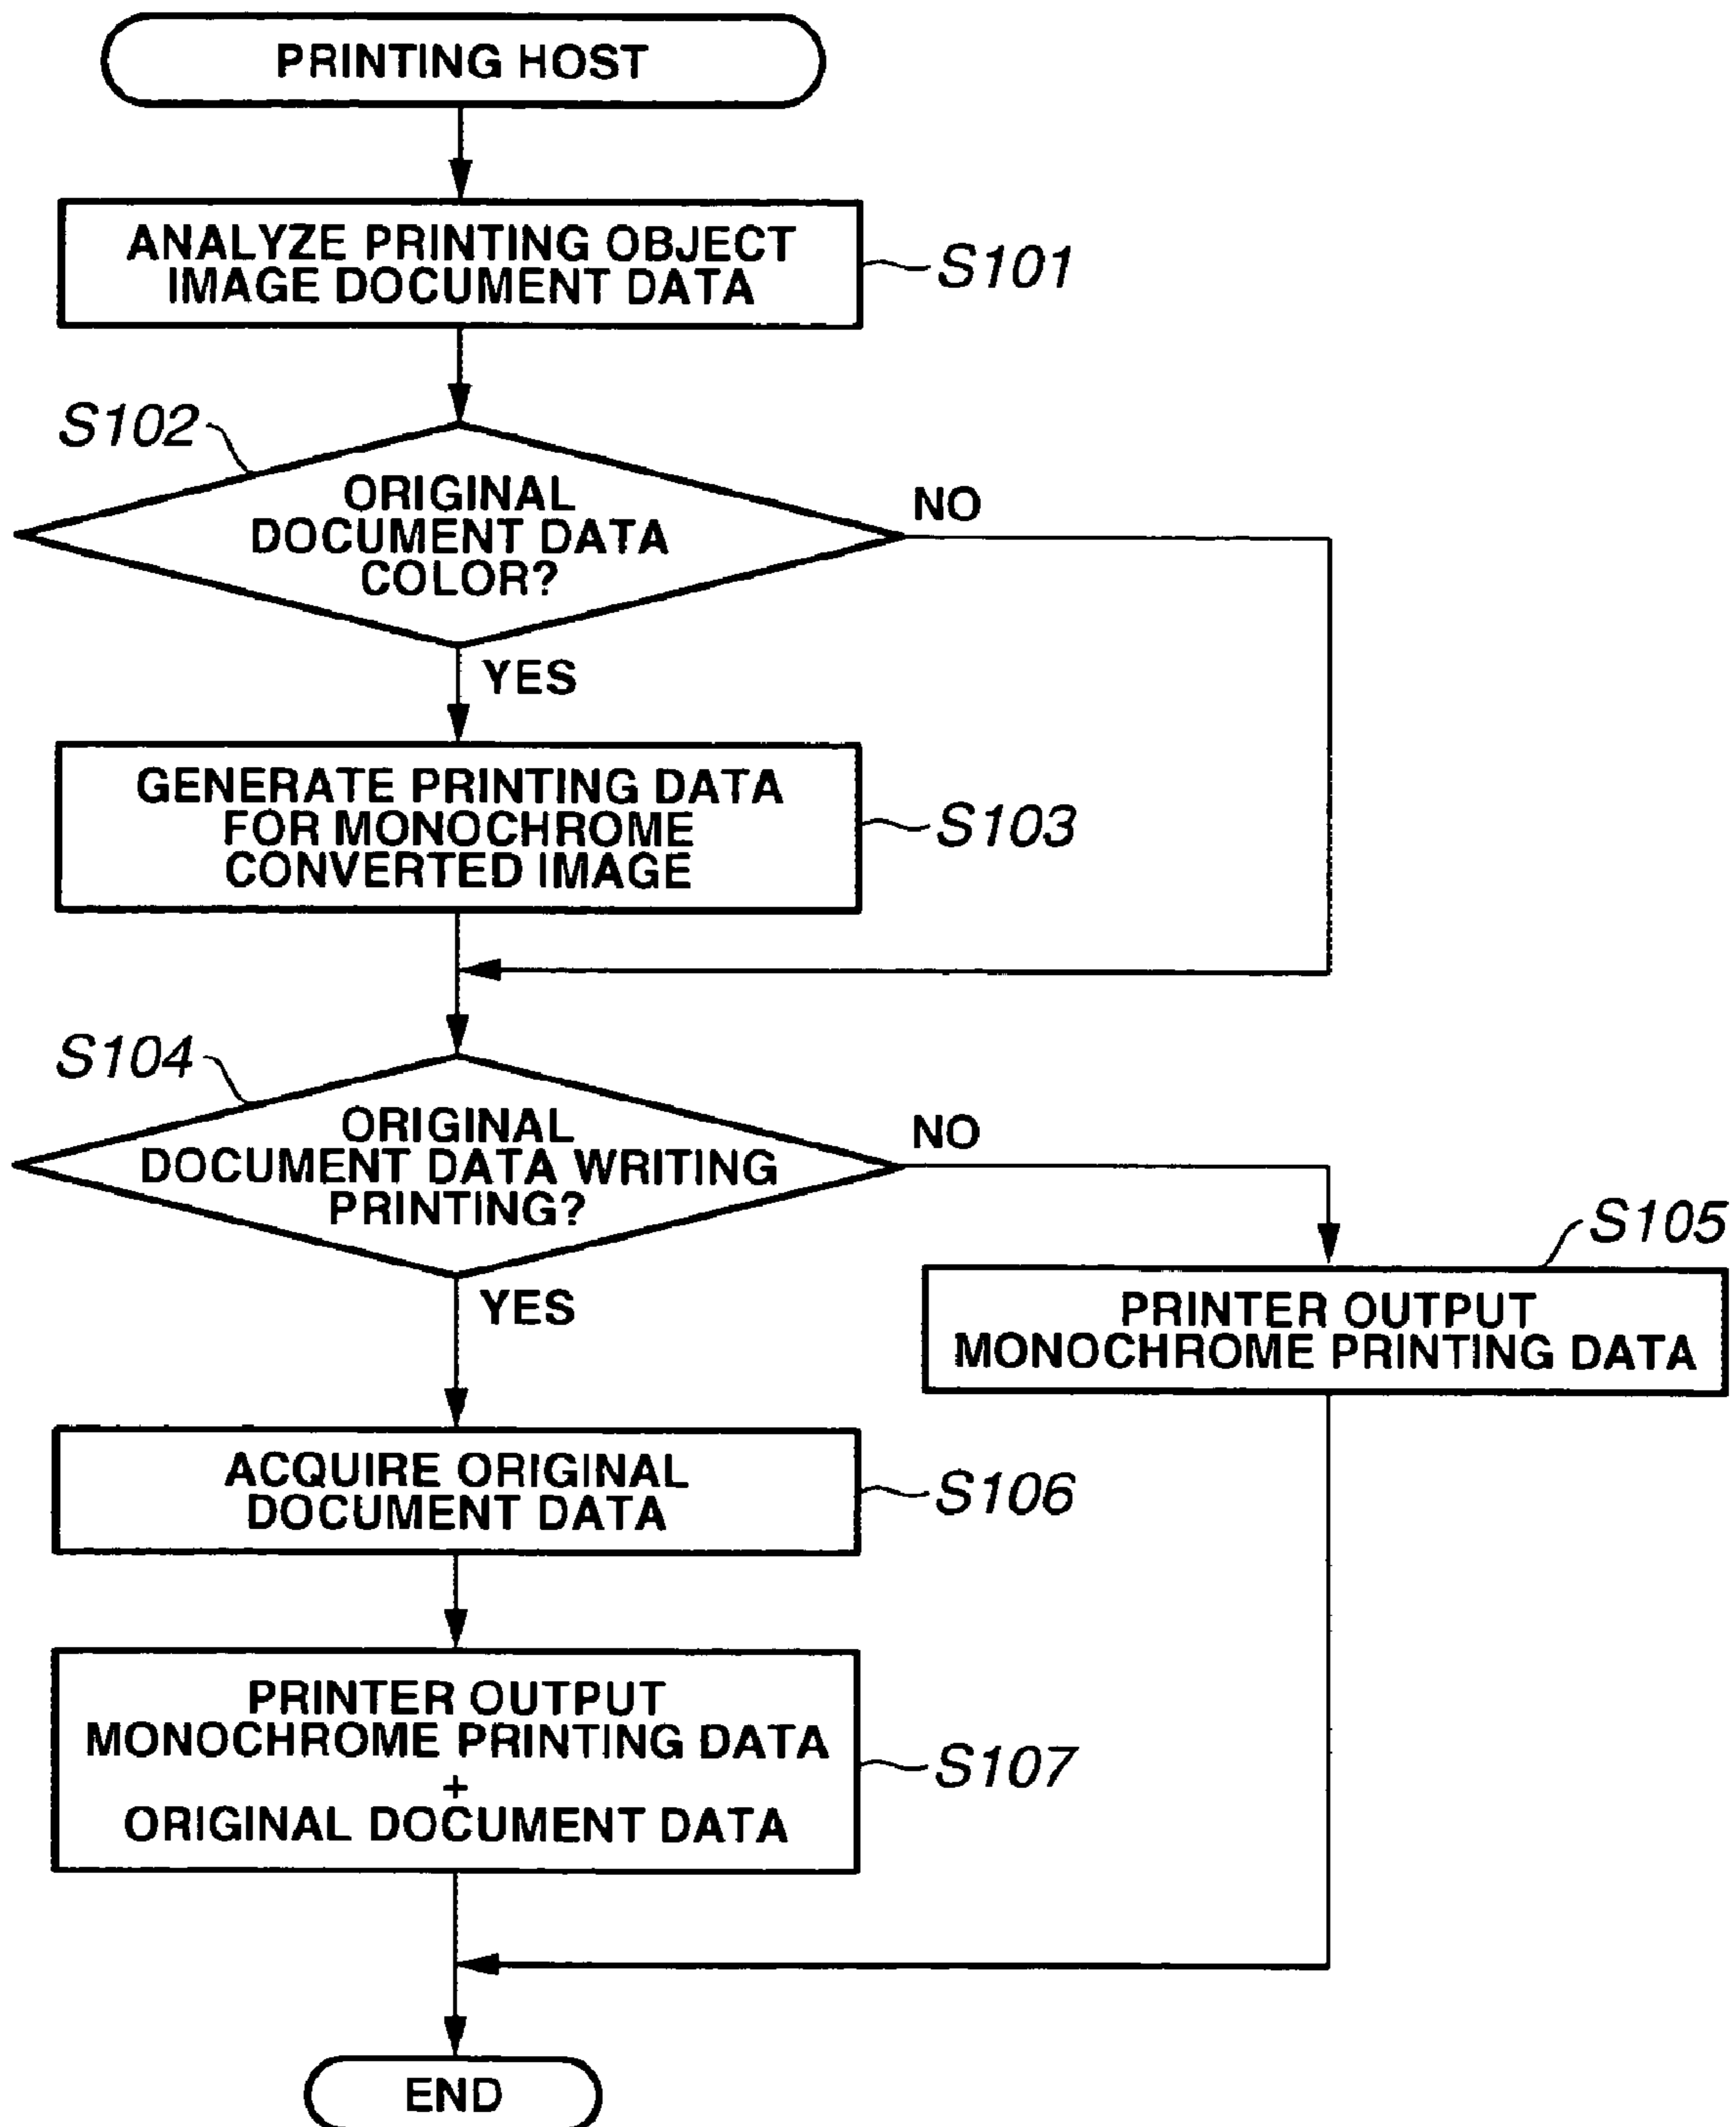 PRINTING HOST
ANALYZE PRINTING OBJECT
IMAGE DOCUMENT DATA
S101
S102
ORIGINAL
DOCUMENT DATA
COLOR?
NO
YES
GENERATE PRINTING DATA
FOR MONOCHROME
CONVERTED IMAGE
S103
S104
ORIGINAL
DOCUMENT DATA WRITING
PRINTING?
NO
YES
S105
PRINTER OUTPUT
MONOCHROME PRINTING DATA
ACQUIRE ORIGINAL
DOCUMENT DATA
S106
PRINTER OUTPUT
MONOCHROME PRINTING DATA
+
ORIGINAL DOCUMENT DATA
S107
END